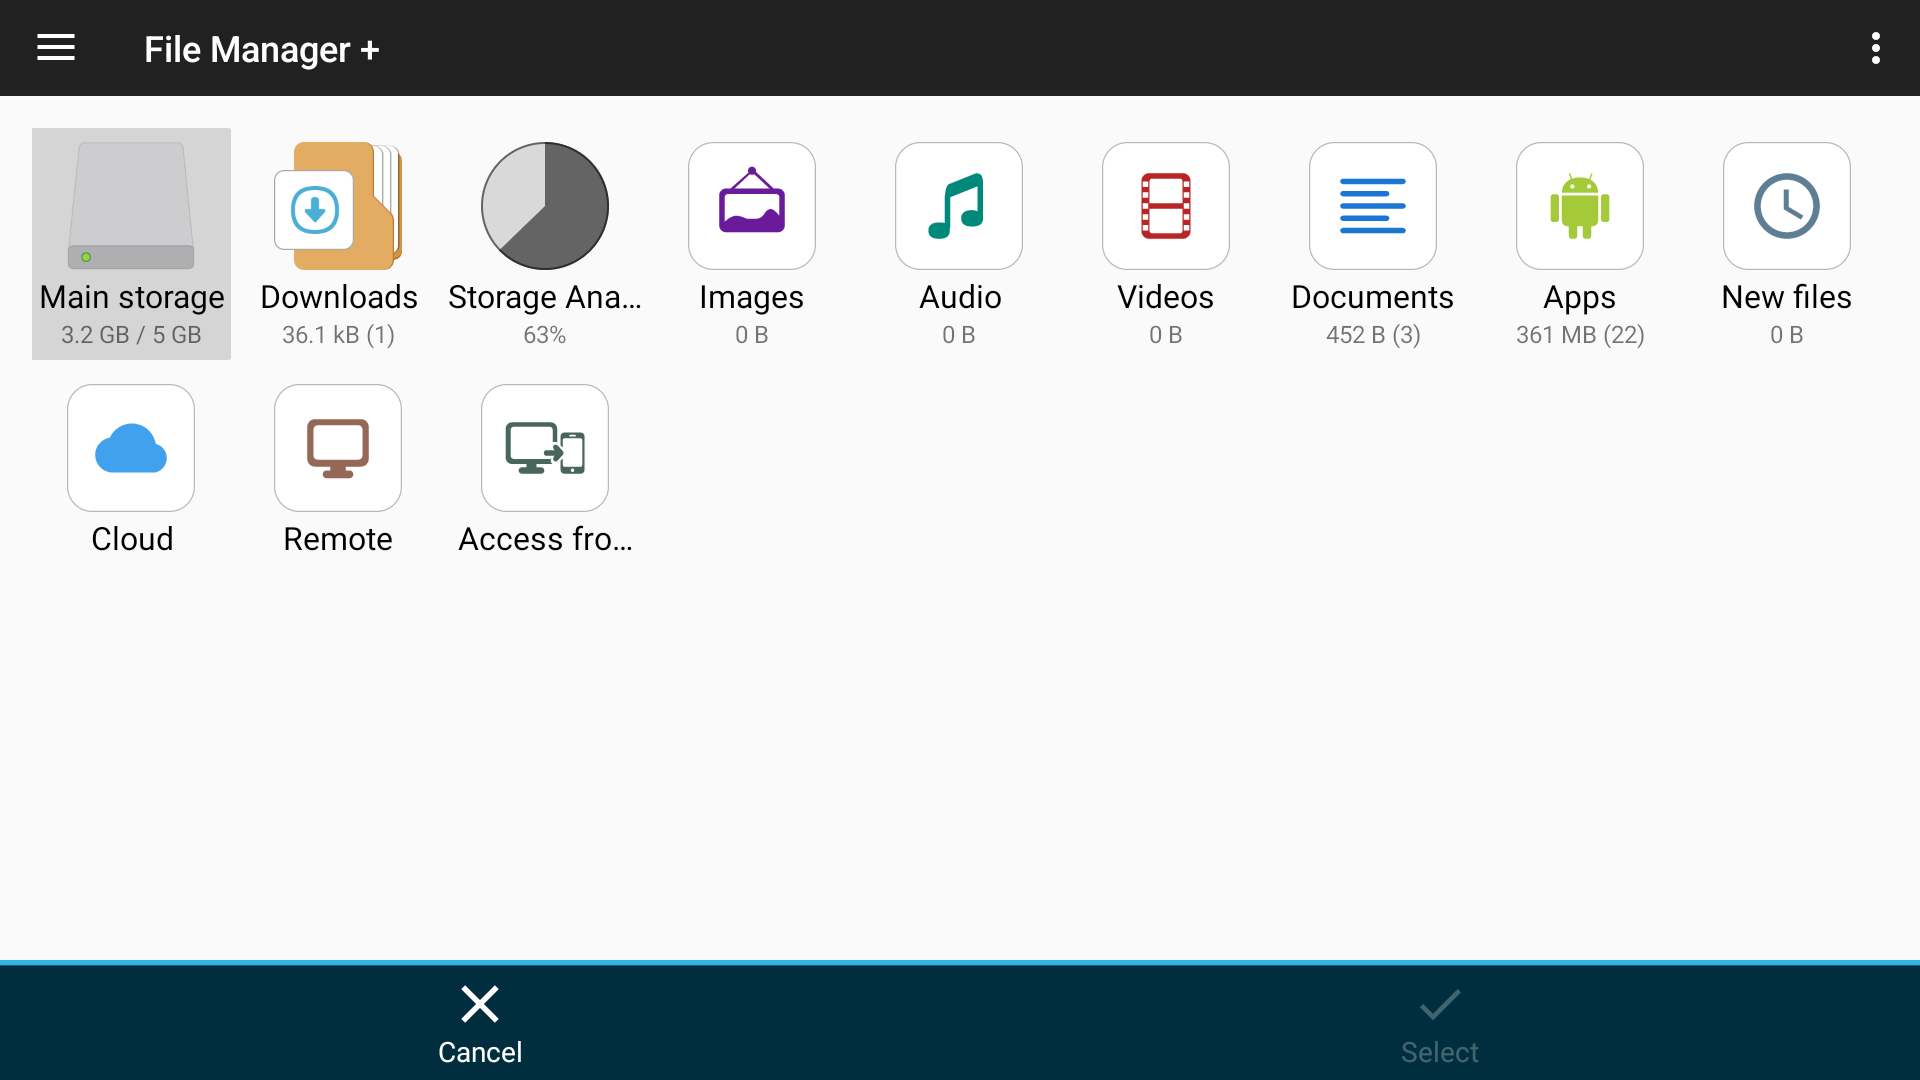 File Manager +
Main storage
3.2 GB / 5 GB
Downloads
36.1 kB (1)
Storage Ana...
63%
Images
0 B
Audio
0 B
Videos
0 B
Documents
452 B (3)
Apps
361 MB (22)
New files
0 B
Cloud
Remote
Access fro...
Cancel
Select